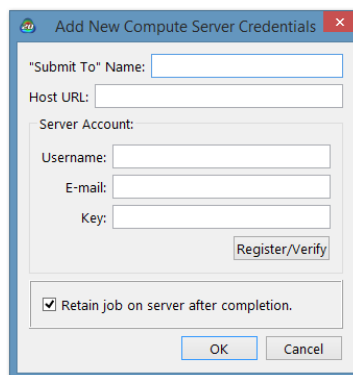 Add New Compute Server Credentials
"Submit To" Name:
Host URL:
Server Account:
Username:
E-mail:
Key:
Register/Verify
Retain job on server after completion.
OK Cancel